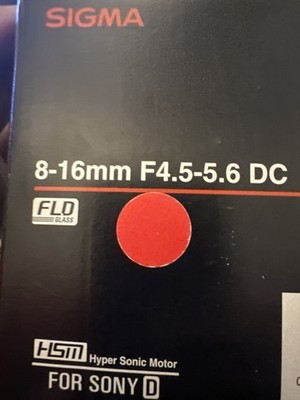 SIGMA
8-16mm F4.5-5.6 DC
FLD
GLASS
HSM Hyper Sonic Motor
FOR SONY D